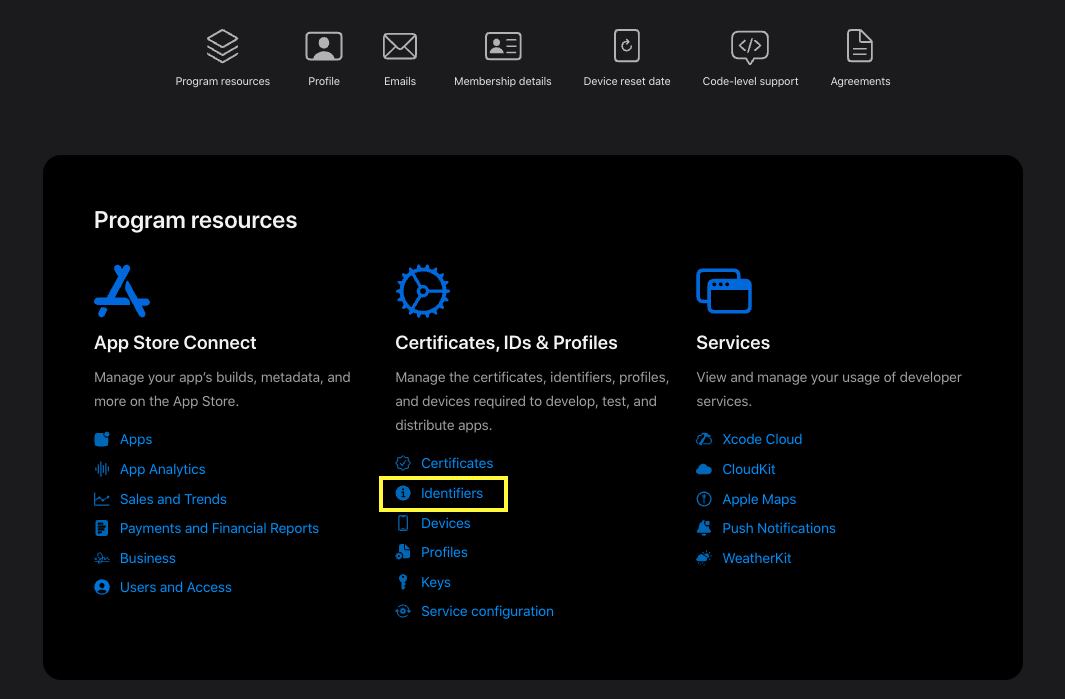 Program resources
Profile
Emails
Membership details
Device reset date
Code-level support
Agreements
Program resources
App Store Connect
Manage your app's builds, metadata, and
more on the App Store.
Apps
App Analytics
Sales and Trends
Payments and Financial Reports
Business
Users and Access
Certificates, IDs & Profiles
Manage the certificates, identifiers, profiles,
and devices required to develop, test, and
distribute apps.
Certificates
Identifiers
Devices
Profiles
Keys
Service configuration
Services
View and manage your usage of developer
services.
Xcode Cloud
CloudKit
Apple Maps
Push Notifications
WeatherKit